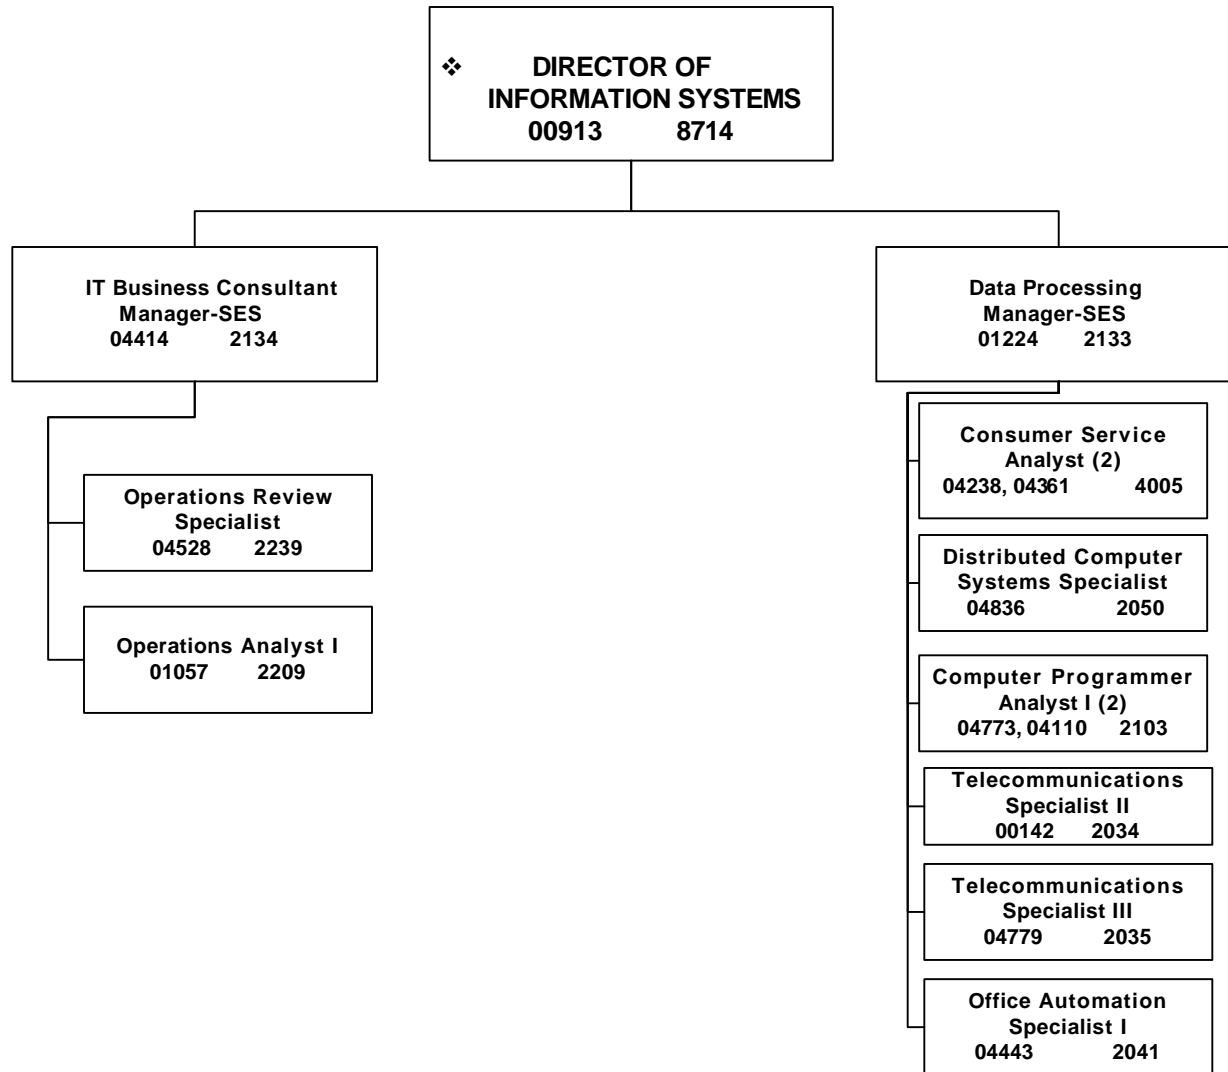 ❖ DIRECTOR OF
INFORMATION SYSTEMS
00913 8714
IT Business Consultant
Manager-SES
04414 2134
Operations Review
Specialist
04528 2239
Operations Analyst I
01057 2209
Data Processing
Manager-SES
01224 2133
Consumer Service
Analyst (2)
04238, 04361 4005
Distributed Computer
Systems Specialist
04836 2050
Computer Programmer
Analyst I (2)
04773, 04110 2103
Telecommunications
Specialist II
00142 2034
Telecommunications
Specialist III
04779 2035
Office Automation
Specialist I
04443 2041